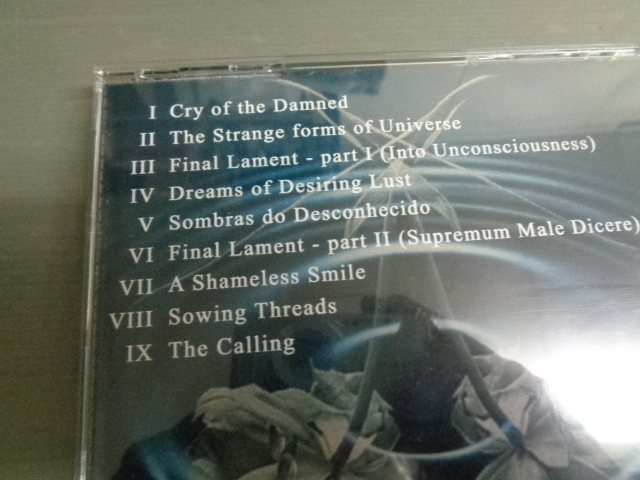 I Cry of the Damned
II The Strange forms of Universe
III Final Lament - part I (Into Unconsciousness)
IV Dreams of Desiring Lust
V Sombras do Desconhecido
VI Final Lament - part II (Supremum Male Dicere)
VII A Shameless Smile
VIII Sowing Threads
IX The Calling